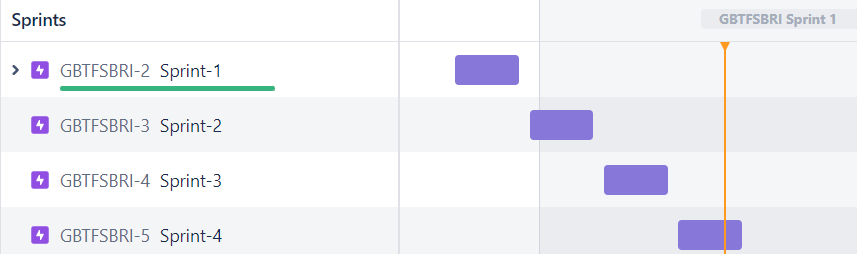 Sprints
GBTFSBRI Sprint 1
GBTFSBRI-2 Sprint-1
GBTFSBRI-3 Sprint-2
GBTFSBRI-4 Sprint-3
GBTFSBRI-5 Sprint-4